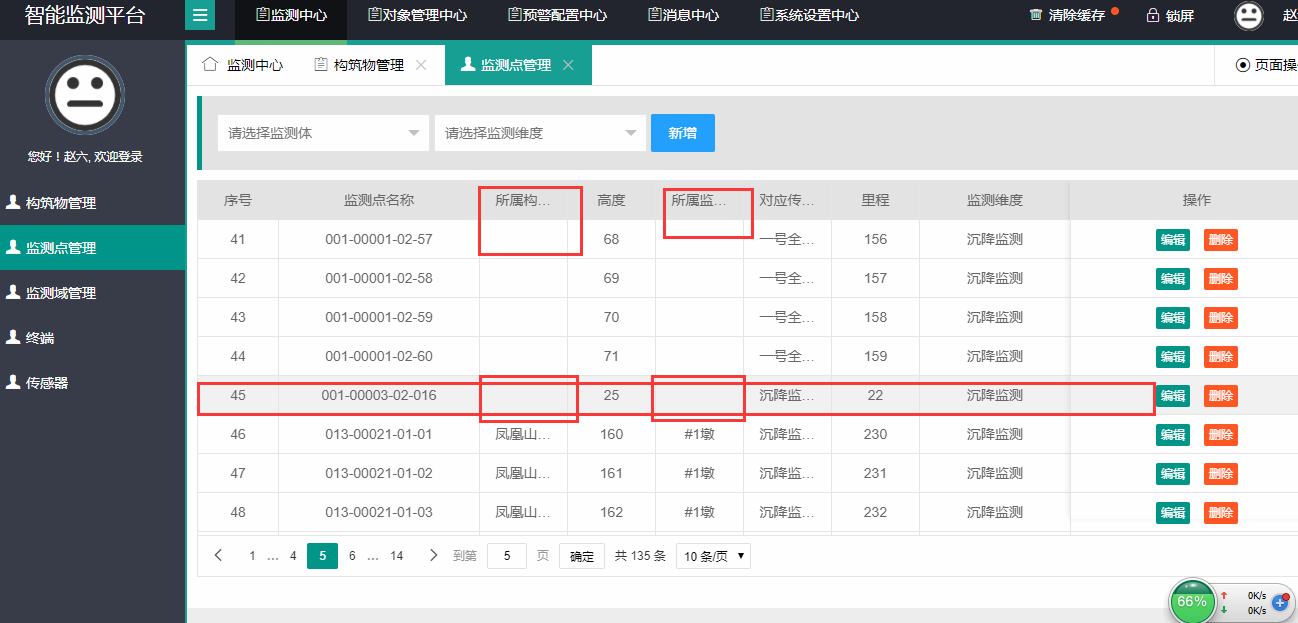 智能监测平台 监测中心 对象管理中心 预警配置中心 消息中心 系统设置中心 清除缓存 锁屏 赵
监测中心 构筑物管理 监测点管理 页面操
您好！赵六, 欢迎登录
构筑物管理
监测点管理
监测域管理
终端
传感器
请选择监测体 请选择监测维度 新增
序号 监测点名称 所属构... 高度 所属监... 对应传... 里程 监测维度 操作
41 001-00001-02-57 68 一号全... 156 沉降监测 编辑 删除
42 001-00001-02-58 69 一号全... 157 沉降监测 编辑 删除
43 001-00001-02-59 70 一号全... 158 沉降监测 编辑 删除
44 001-00001-02-60 71 一号全... 159 沉降监测 编辑 删除
45 001-00003-02-016 25 沉降监... 22 沉降监测 编辑 删除
46 013-00021-01-01 凤凰山... 160 #1墩 沉降监... 230 沉降监测 编辑 删除
47 013-00021-01-02 凤凰山... 161 #1墩 沉降监... 231 沉降监测 编辑 删除
48 013-00021-01-03 凤凰山... 162 #1墩 沉降监... 232 沉降监测 编辑 删除
1 ... 4 5 6 ... 14 到第 5 页 确定 共 135 条 10 条/页
66% 0K/s
0K/s